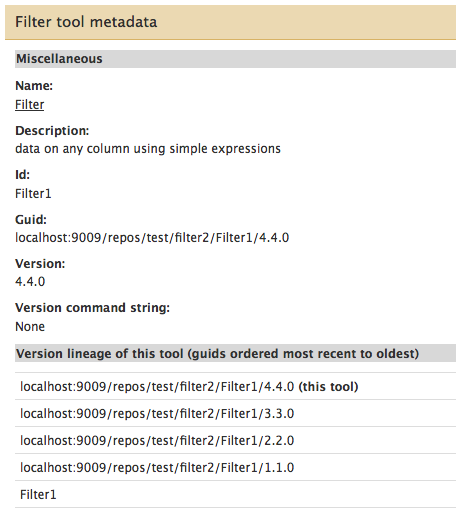 Filter tool metadata
Miscellaneous
Name:
Filter
Description:
data on any column using simple expressions
Id:
Filter1
Guid:
localhost:9009/repos/test/filter2/Filter1/4.4.0
Version:
4.4.0
Version command string:
None
Version lineage of this tool (guids ordered most recent to oldest)
localhost:9009/repos/test/filter2/Filter1/4.4.0 (this tool)
localhost:9009/repos/test/filter2/Filter1/3.3.0
localhost:9009/repos/test/filter2/Filter1/2.2.0
localhost:9009/repos/test/filter2/Filter1/1.1.0
Filter1